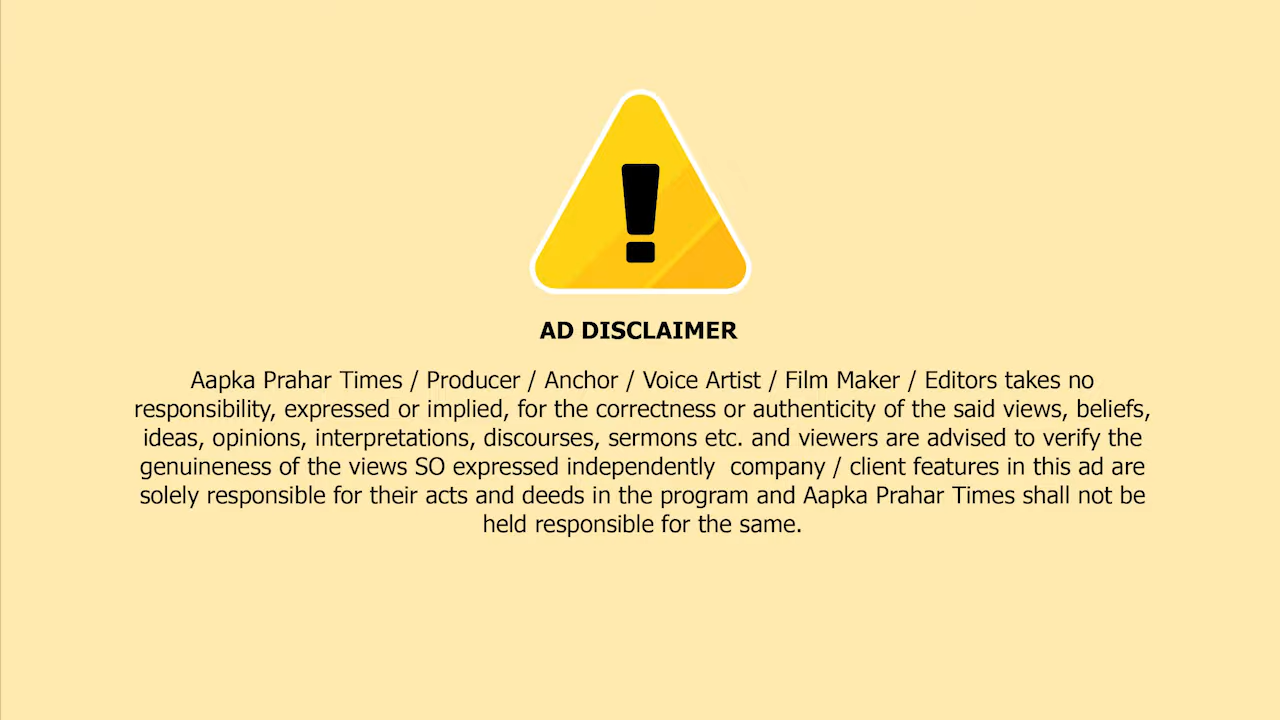 AD DISCLAIMER
Aapka Prahar Times / Producer / Anchor / Voice Artist / Film Maker / Editors takes no
responsibility, expressed or implied, for the correctness or authenticity of the said views, beliefs,
ideas, opinions, interpretations, discourses, sermons etc. and viewers are advised to verify the
genuineness of the views SO expressed independently  company / client features in this ad are
solely responsible for their acts and deeds in the program and Aapka Prahar Times shall not be
held responsible for the same.